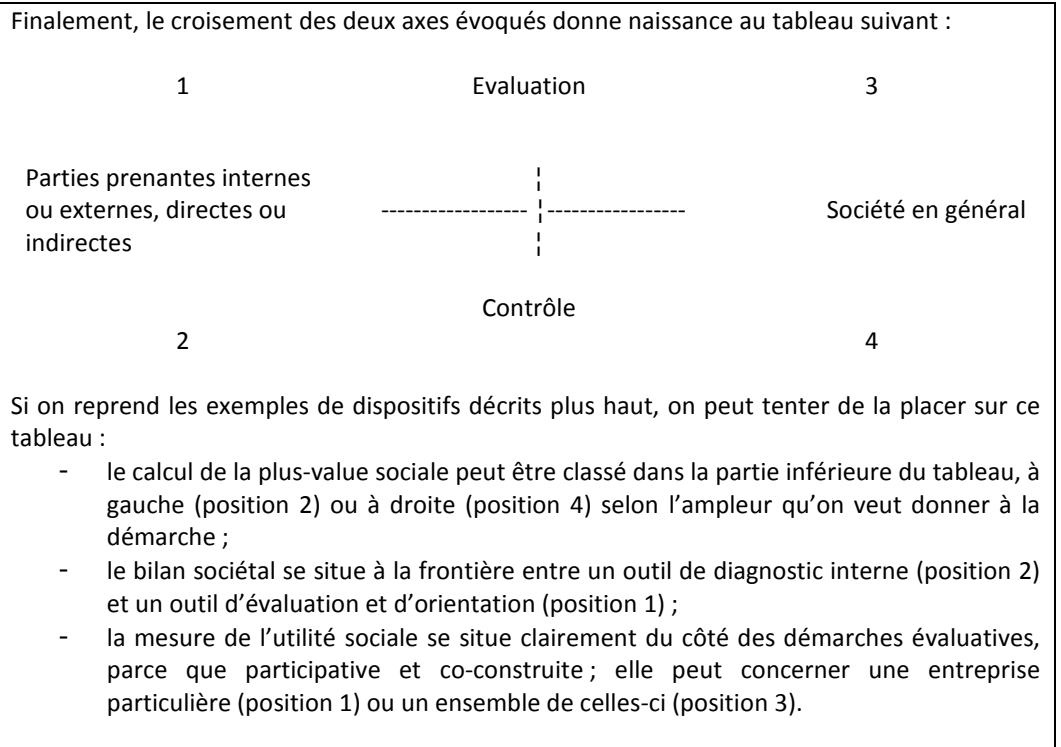 Finalement, le croisement des deux axes évoqués donne naissance au tableau suivant :
1 Evaluation 3
Parties prenantes internes
ou externes, directes ou ------------------ ¦----------------- Société en général
indirectes
Contrôle
2 4
Si on reprend les exemples de dispositifs décrits plus haut, on peut tenter de la placer sur ce
tableau :
- le calcul de la plus-value sociale peut être classé dans la partie inférieure du tableau, à
gauche (position 2) ou à droite (position 4) selon l’ampleur qu’on veut donner à la
démarche ;
- le bilan sociétal se situe à la frontière entre un outil de diagnostic interne (position 2)
et un outil d’évaluation et d’orientation (position 1) ;
- la mesure de l’utilité sociale se situe clairement du côté des démarches évaluatives,
parce que participative et co-construite ; elle peut concerner une entreprise
particulière (position 1) ou un ensemble de celles-ci (position 3).